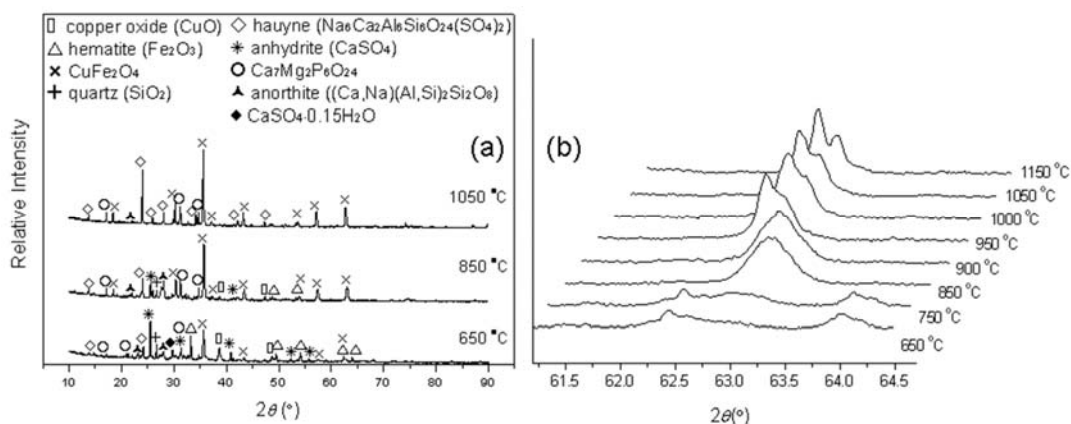 copper oxide (CuO) hauyne (Na₆Ca₂Al₆Si₆O₂₄(SO₄)₂)
hematite (Fe₂O₃) anhydrite (CaSO₄)
CuFe₂O₄ Ca₇Mg₂P₆O₂₄
quartz (SiO₂) anorthite ((Ca,Na)(Al,Si)₂Si₂O₈)
CaSO₄·0.15H₂O
(a)
1050 °C
850 °C
650 °C
Relative Intensity
10 20 30 40 50 60 70 80 90
2θ(°)
(b)
1150 °C
1050 °C
1000 °C
950 °C
900 °C
850 °C
750 °C
650 °C
61.5 62.0 62.5 63.0 63.5 64.0 64.5
2θ(°)